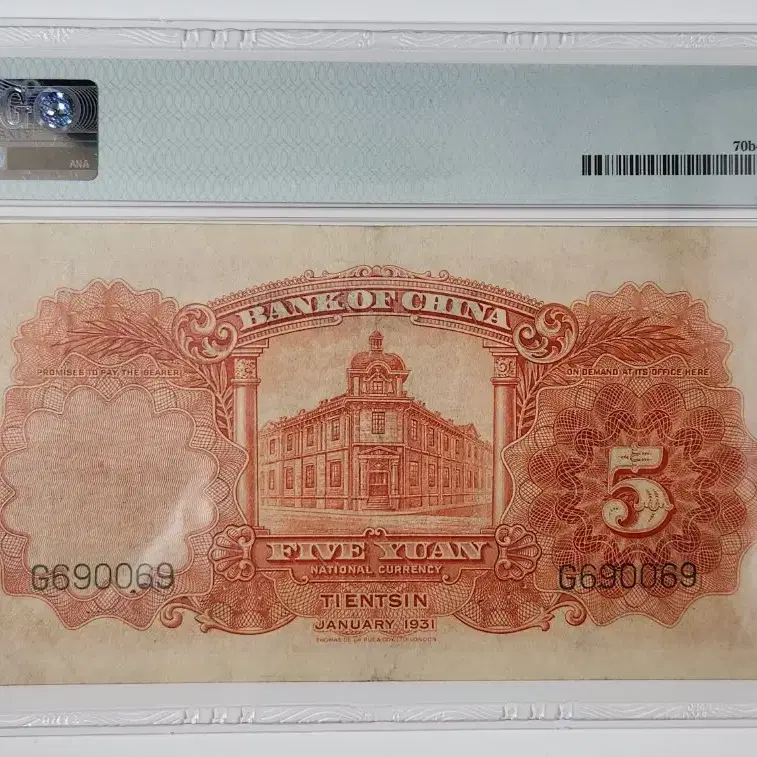 ANA
70b
BANK OF CHINA
PROMISES TO PAY THE BEARER
ON DEMAND AT ITS OFFICE HERE
5
G690069
G690069
FIVE YUAN
NATIONAL CURRENCY
TIENTSIN
JANUARY 1931